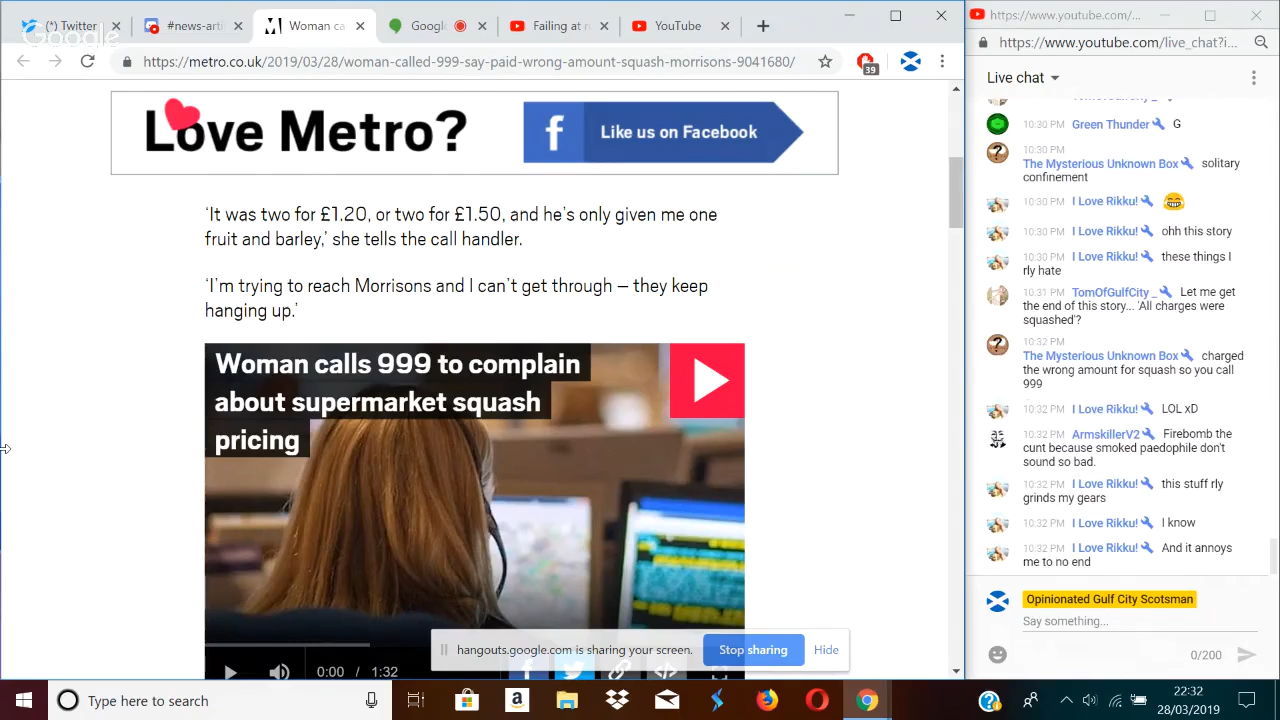 (*) Twitter
#news-artic
Woman ca
Google
Failing at r
YouTube
Google
https://metro.co.uk/2019/03/28/woman-called-999-say-paid-wrong-amount-squash-morrisons-9041680/
39
Love Metro?
f
Like us on Facebook
‘It was two for £1.20, or two for £1.50, and he’s only given me one
fruit and barley,’ she tells the call handler.
‘I’m trying to reach Morrisons and I can’t get through – they keep
hanging up.’
Woman calls 999 to complain
about supermarket squash
pricing
0:00 / 1:32
hangouts.google.com is sharing your screen.
Stop sharing
Hide
https://www.youtube.com/...
https://www.youtube.com/live_chat?i...
Live chat
10:30 PM Green Thunder G
10:30 PM
The Mysterious Unknown Box solitary
confinement
10:30 PM I Love Rikku!
10:30 PM I Love Rikku! ohh this story
10:30 PM I Love Rikku! these things I
rly hate
10:31 PM TomOfGulfCity _ Let me get
the end of this story... 'All charges were
squashed'?
10:32 PM
The Mysterious Unknown Box charged
the wrong amount for squash so you call
999
10:32 PM I Love Rikku! LOL xD
10:32 PM ArmskillerV2 Firebomb the
cunt because smoked paedophile don't
sound so bad.
10:32 PM I Love Rikku! this stuff rly
grinds my gears
10:32 PM I Love Rikku! I know
10:32 PM I Love Rikku! And it annoys
me to no end
Opinionated Gulf City Scotsman
Say something...
0/200
Type here to search
22:32
28/03/2019